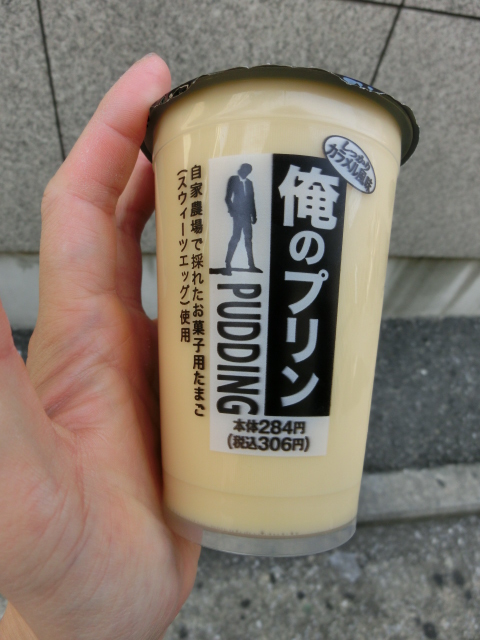 しっかり
カラメル風味
俺のプリン
PUDDING
自家農場で採れたお菓子用たまご
(スウィーツエッグ)使用
本体284円
(税込306円)